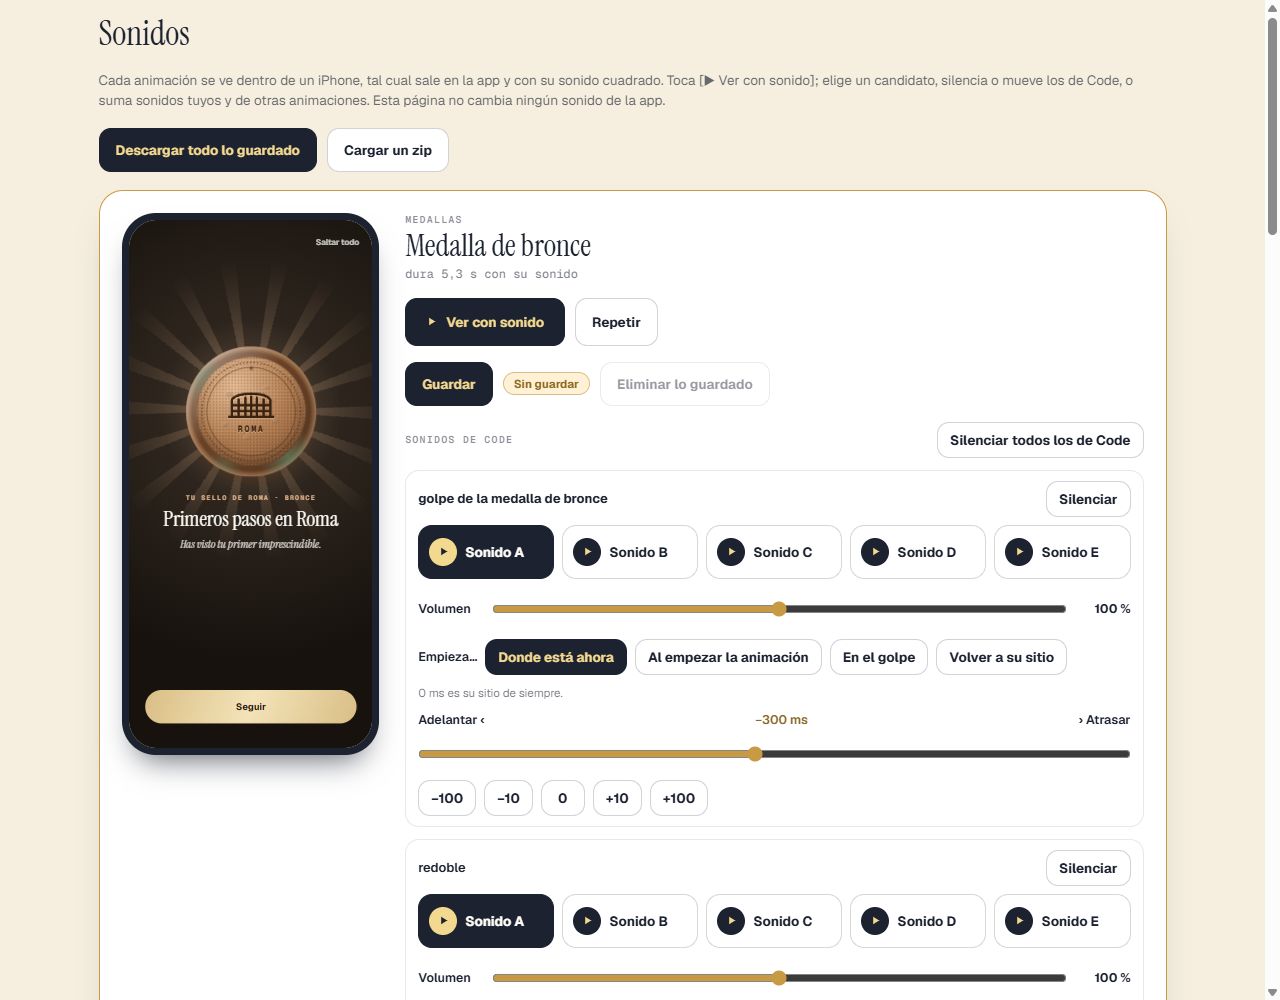 Sonidos
Cada animación se ve dentro de un iPhone, tal cual sale en la app y con su sonido cuadrado. Toca [▶ Ver con sonido]; elige un candidato, silencia o mueve los de Code, o
suma sonidos tuyos y de otras animaciones. Esta página no cambia ningún sonido de la app.
Descargar todo lo guardado
Cargar un zip
Saltar todo
ROMA
TU SELLO DE ROMA · BRONCE
Primeros pasos en Roma
Has visto tu primer imprescindible.
Seguir
MEDALLAS
Medalla de bronce
dura 5,3 s con su sonido
Ver con sonido
Repetir
Guardar
Sin guardar
Eliminar lo guardado
SONIDOS DE CODE
Silenciar todos los de Code
golpe de la medalla de bronce
Silenciar
Sonido A
Sonido B
Sonido C
Sonido D
Sonido E
Volumen
100 %
Empieza...
Donde está ahora
Al empezar la animación
En el golpe
Volver a su sitio
0 ms es su sitio de siempre.
Adelantar ‹
−300 ms
› Atrasar
−100
−10
0
+10
+100
redoble
Silenciar
Sonido A
Sonido B
Sonido C
Sonido D
Sonido E
Volumen
100 %